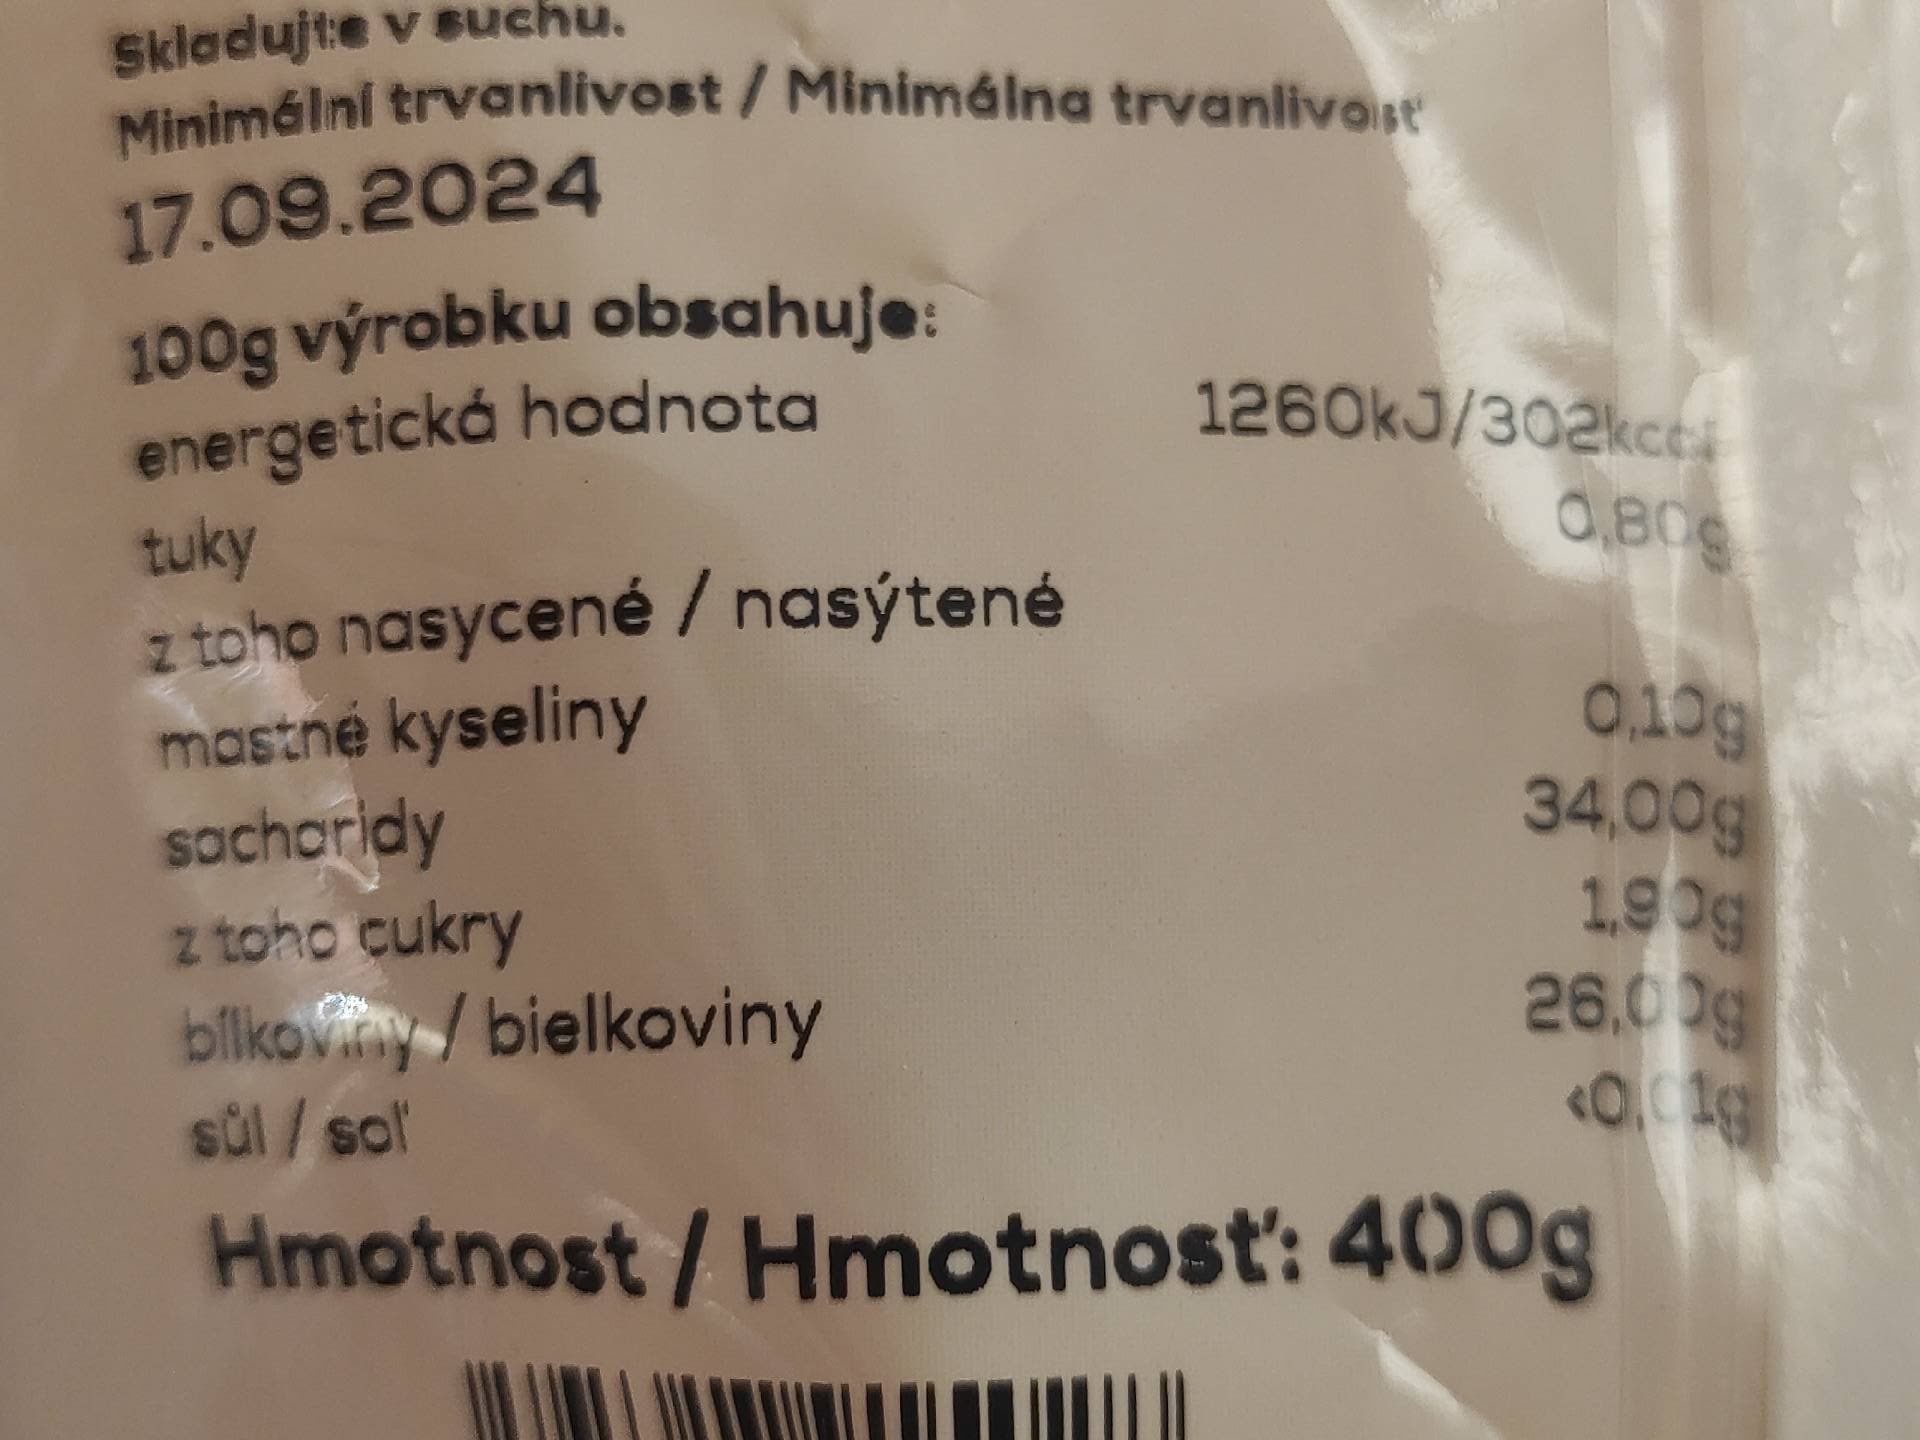 Skladujte v suchu.
Minimální trvanlivost / Minimálna trvanlivosť
17.09.2024
100g výrobku obsahuje:
energetická hodnota 1260kJ/302kcal
tuky 0,80g
z toho nasycené / nasýtené
mastné kyseliny 0,10g
sacharidy 34,00g
z toho cukry 1,90g
bílkoviny / bielkoviny 26,00g
sůl / soľ <0,01g
Hmotnost / Hmotnosť: 400g